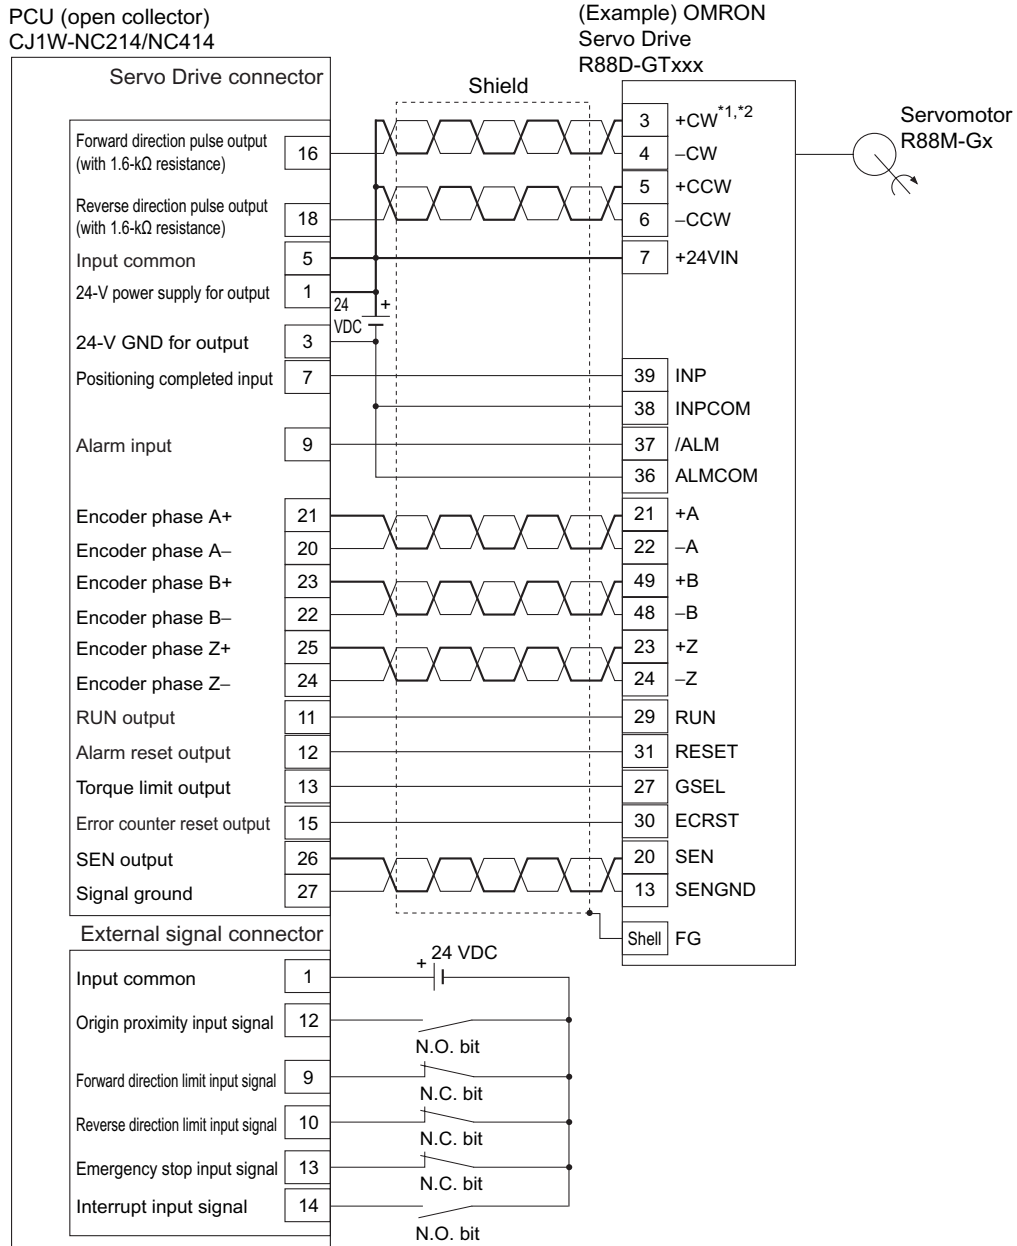 PCU (open collector)
CJ1W-NC214/NC414
(Example) OMRON
Servo Drive
R88D-GTxxx
Servo Drive connector
Shield
Servomotor
R88M-Gx
Forward direction pulse output
(with 1.6-kΩ resistance)
16
3
+CW*1,*2
4
−CW
Reverse direction pulse output
(with 1.6-kΩ resistance)
18
5
+CCW
6
−CCW
Input common
5
7
+24VIN
24-V power supply for output
1
24
VDC
+
24-V GND for output
3
Positioning completed input
7
39
INP
38
INPCOM
Alarm input
9
37
/ALM
36
ALMCOM
Encoder phase A+
21
21
+A
Encoder phase A−
20
22
−A
Encoder phase B+
23
49
+B
Encoder phase B−
22
48
−B
Encoder phase Z+
25
23
+Z
Encoder phase Z−
24
24
−Z
RUN output
11
29
RUN
Alarm reset output
12
31
RESET
Torque limit output
13
27
GSEL
Error counter reset output
15
30
ECRST
SEN output
26
20
SEN
Signal ground
27
13
SENGND
Shell
FG
External signal connector
Input common
1
+
24 VDC
Origin proximity input signal
12
N.O. bit
Forward direction limit input signal
9
N.C. bit
Reverse direction limit input signal
10
N.C. bit
Emergency stop input signal
13
N.C. bit
Interrupt input signal
14
N.O. bit